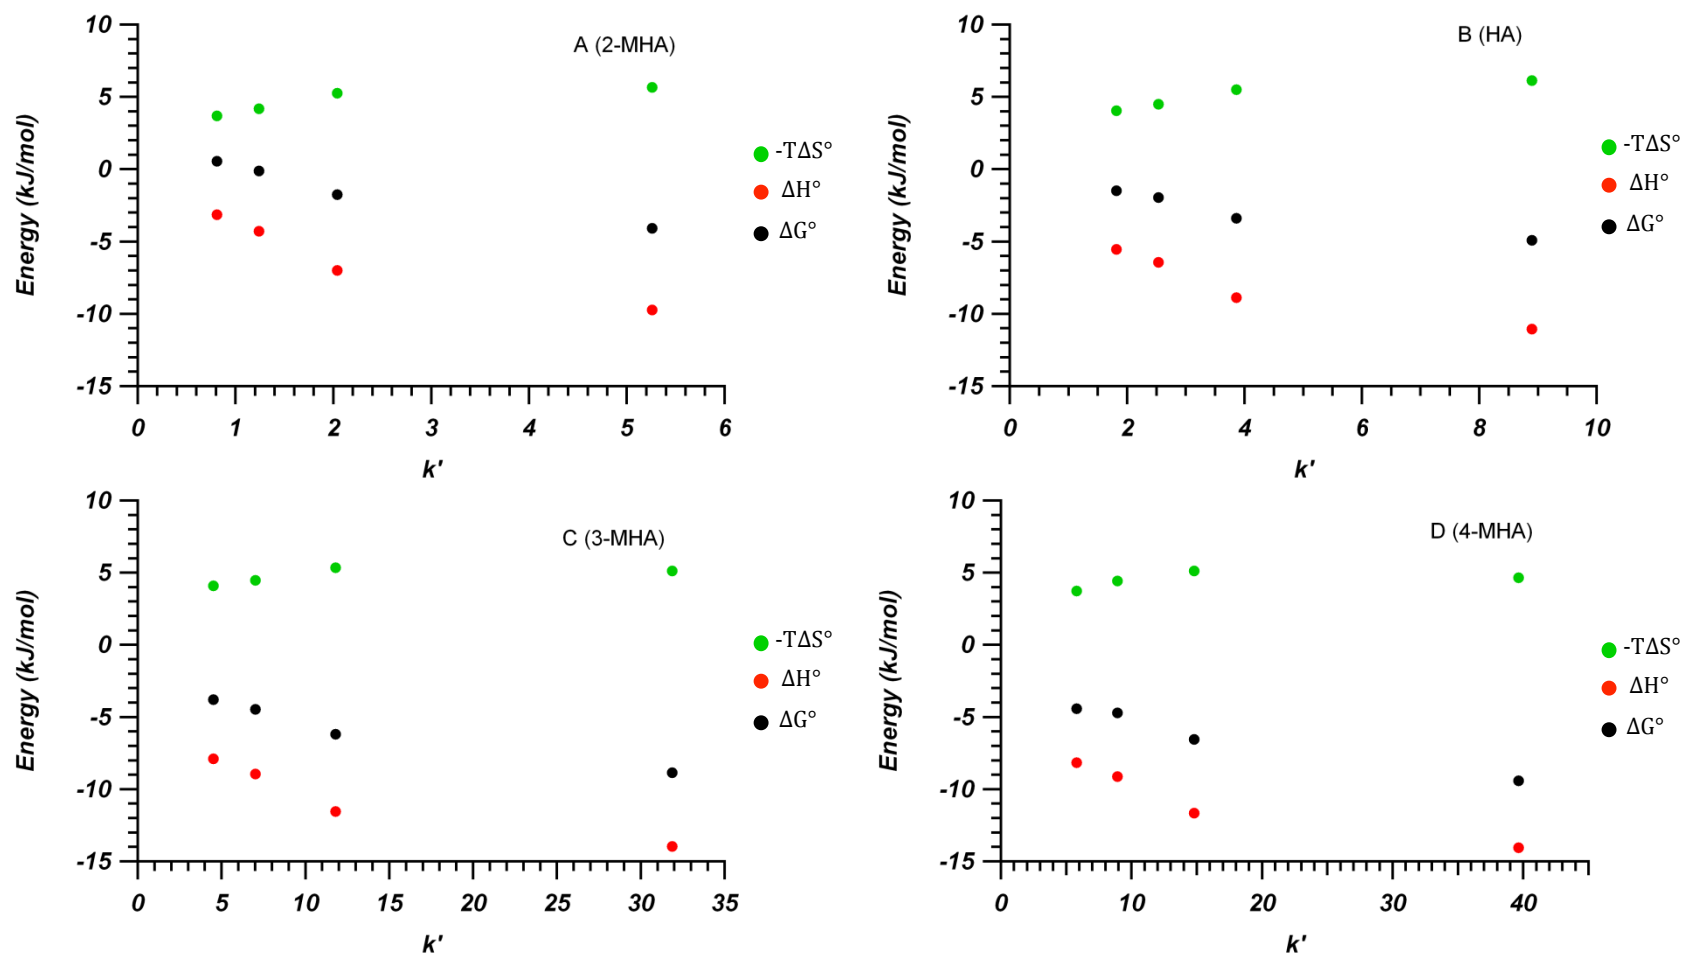 A (2-MHA)
Energy (kJ/mol)
10
5
0
-5
-10
-15
0 1 2 3 4 5 6
k'
-TΔS°
ΔH°
ΔG°
B (HA)
Energy (kJ/mol)
10
5
0
-5
-10
-15
0 2 4 6 8 10
k'
-TΔS°
ΔH°
ΔG°
C (3-MHA)
Energy (kJ/mol)
10
5
0
-5
-10
-15
0 5 10 15 20 25 30 35
k'
-TΔS°
ΔH°
ΔG°
D (4-MHA)
Energy (kJ/mol)
10
5
0
-5
-10
-15
0 10 20 30 40
k'
-TΔS°
ΔH°
ΔG°